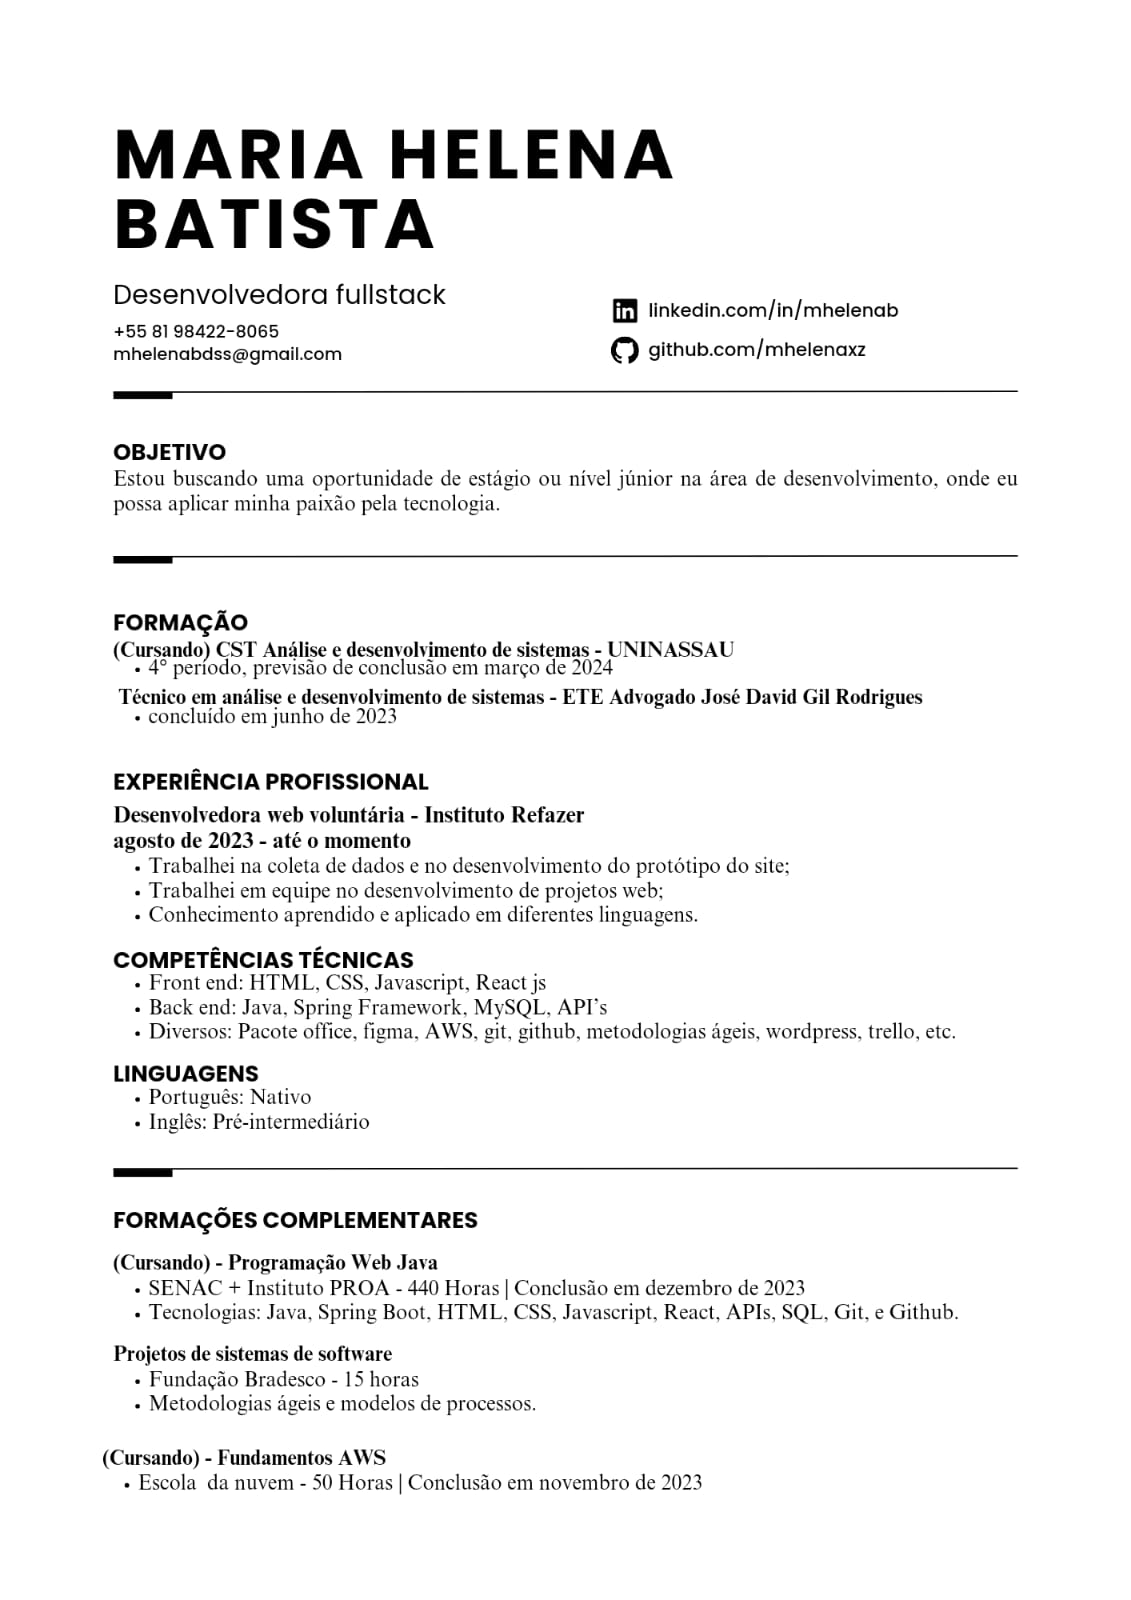 MARIA HELENA
BATISTA
Desenvolvedora fullstack
+55 81 98422-8065
mhelenabdss@gmail.com
linkedin.com/in/mhelenab
github.com/mhelenaxz
OBJETIVO
Estou buscando uma oportunidade de estágio ou nível júnior na área de desenvolvimento, onde eu
possa aplicar minha paixão pela tecnologia.
FORMAÇÃO
(Cursando) CST Análise e desenvolvimento de sistemas - UNINASSAU
• 4° período, previsão de conclusão em março de 2024
Técnico em análise e desenvolvimento de sistemas - ETE Advogado José David Gil Rodrigues
• concluído em junho de 2023
EXPERIÊNCIA PROFISSIONAL
Desenvolvedora web voluntária - Instituto Refazer
agosto de 2023 - até o momento
• Trabalhei na coleta de dados e no desenvolvimento do protótipo do site;
• Trabalhei em equipe no desenvolvimento de projetos web;
• Conhecimento aprendido e aplicado em diferentes linguagens.
COMPETÊNCIAS TÉCNICAS
• Front end: HTML, CSS, Javascript, React js
• Back end: Java, Spring Framework, MySQL, API's
• Diversos: Pacote office, figma, AWS, git, github, metodologias ágeis, wordpress, trello, etc.
LINGUAGENS
• Português: Nativo
• Inglês: Pré-intermediário
FORMAÇÕES COMPLEMENTARES
(Cursando) - Programação Web Java
• SENAC + Instituto PROA - 440 Horas | Conclusão em dezembro de 2023
• Tecnologias: Java, Spring Boot, HTML, CSS, Javascript, React, APIs, SQL, Git, e Github.
Projetos de sistemas de software
• Fundação Bradesco - 15 horas
• Metodologias ágeis e modelos de processos.
(Cursando) - Fundamentos AWS
• Escola da nuvem - 50 Horas | Conclusão em novembro de 2023